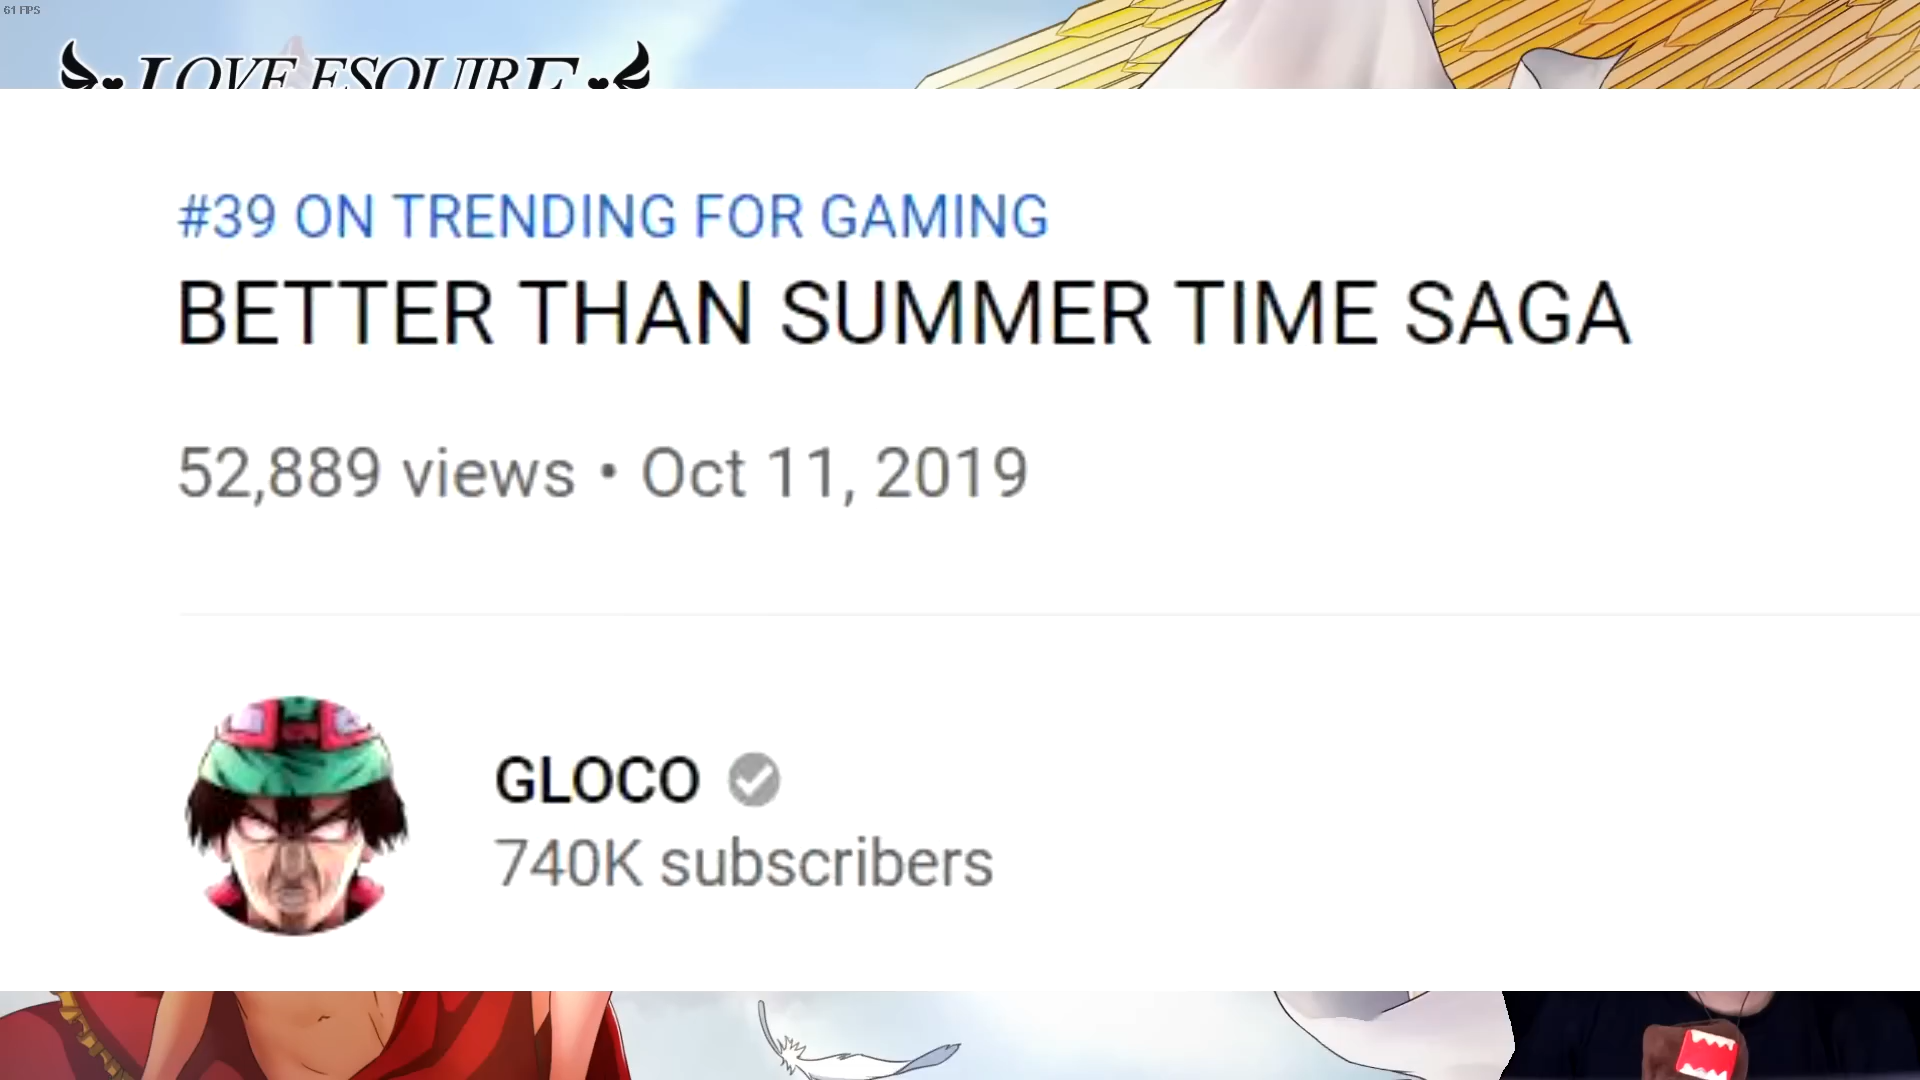 61 FPS
LOVE ESQUIRE
#39 ON TRENDING FOR GAMING
BETTER THAN SUMMER TIME SAGA
52,889 views • Oct 11, 2019
GLOCO
740K subscribers